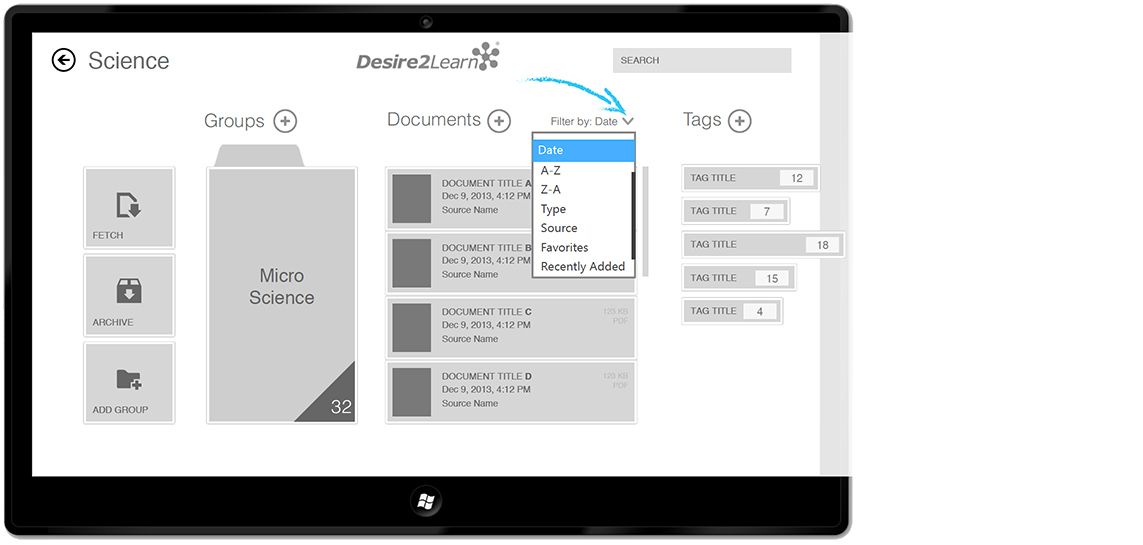 Science
Desire2Learn
SEARCH
Groups
Documents
Filter by: Date
Tags
Date
A-Z
Z-A
Type
Source
Favorites
Recently Added
FETCH
ARCHIVE
ADD GROUP
Micro
Science
32
DOCUMENT TITLE A
Dec 9, 2013, 4:12 PM
Source Name
DOCUMENT TITLE B
Dec 9, 2013, 4:12 PM
Source Name
DOCUMENT TITLE C
123 KB
Dec 9, 2013, 4:12 PM
PDF
Source Name
DOCUMENT TITLE D
123 KB
Dec 9, 2013, 4:12 PM
PDF
Source Name
TAG TITLE 12
TAG TITLE 7
TAG TITLE 18
TAG TITLE 15
TAG TITLE 4